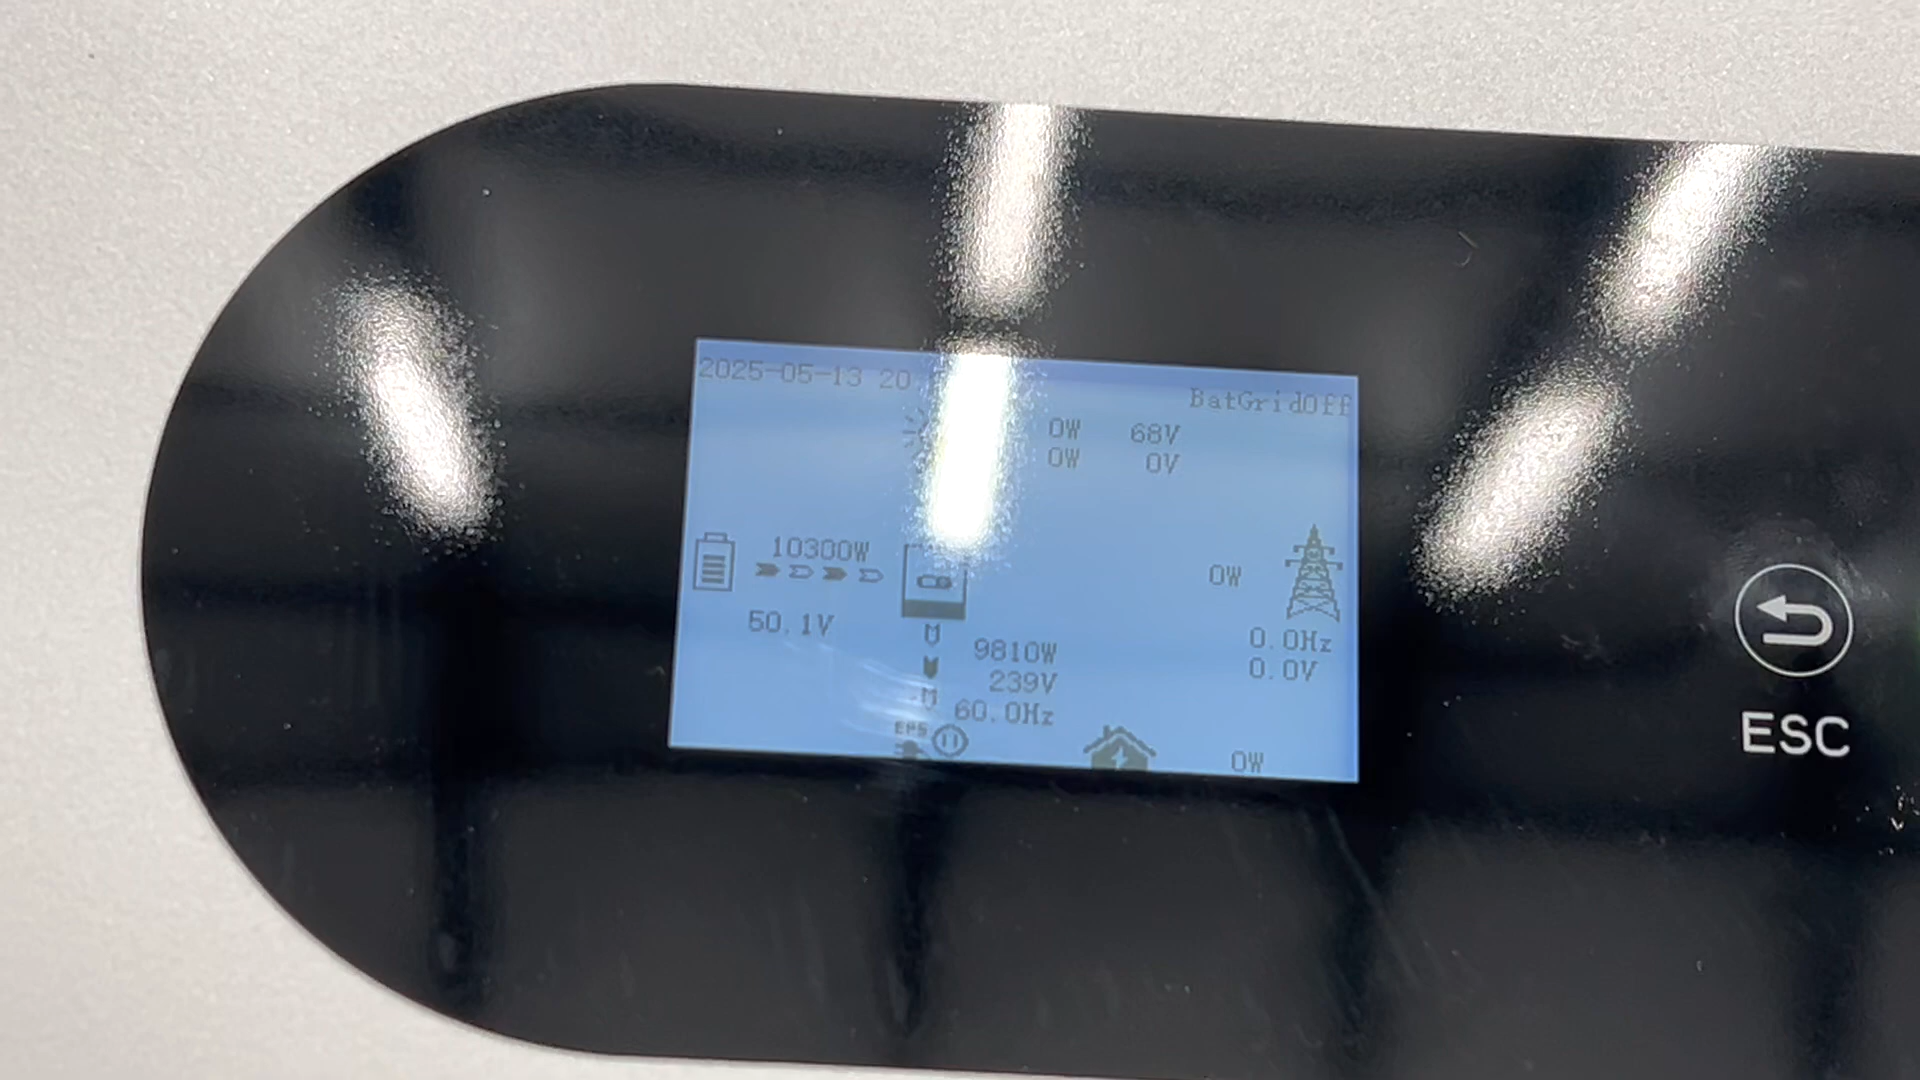 2025-05-13 20
BatGridOff
0W 68V
0W 0V
10300W
0W
50.1V
0.0Hz
9810W
0.0V
239V
60.0Hz
EPS
0W
ESC